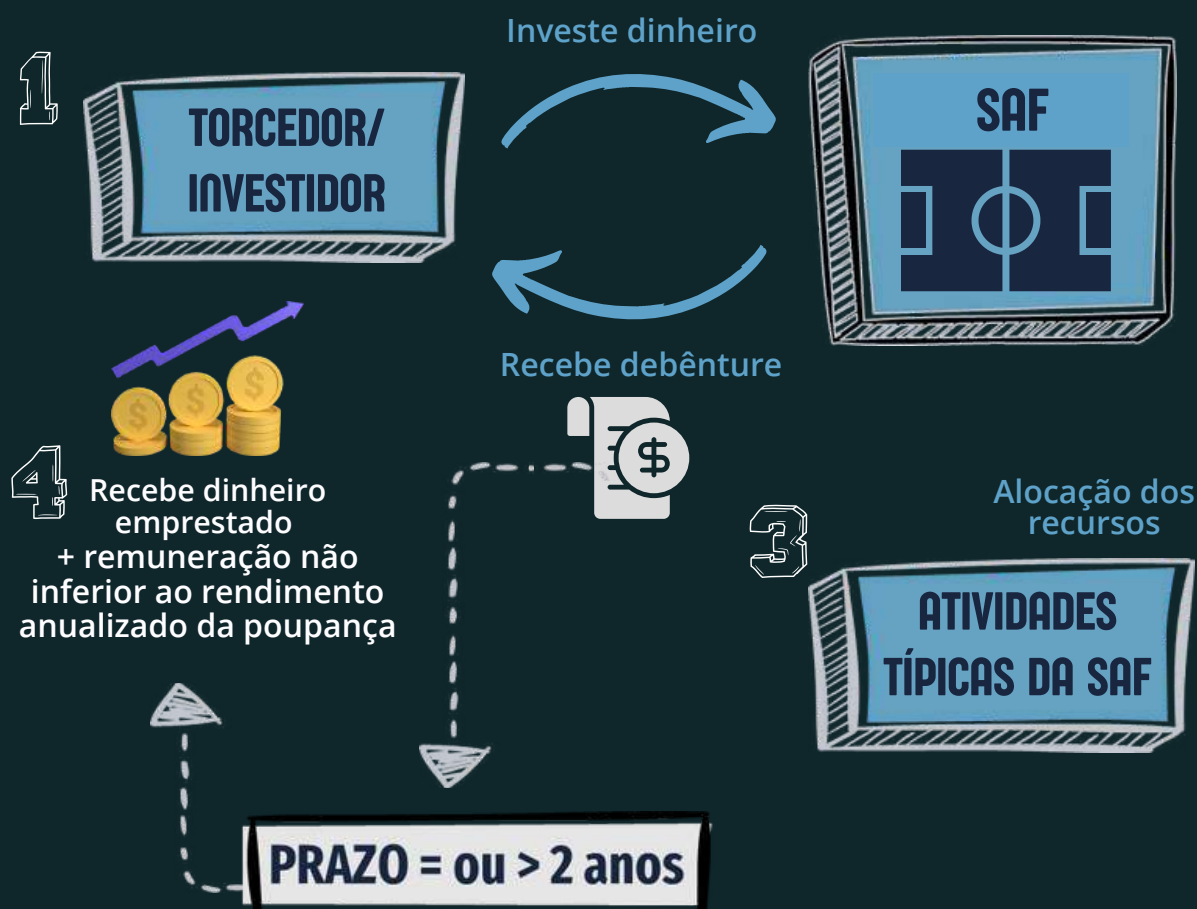 1
TORCEDOR/
INVESTIDOR
Investe dinheiro
SAF
Recebe debênture
$
4
Recebe dinheiro
emprestado
+ remuneração não
inferior ao rendimento
anualizado da poupança
3
Alocação dos
recursos
ATIVIDADES
TÍPICAS DA SAF
PRAZO = ou > 2 anos